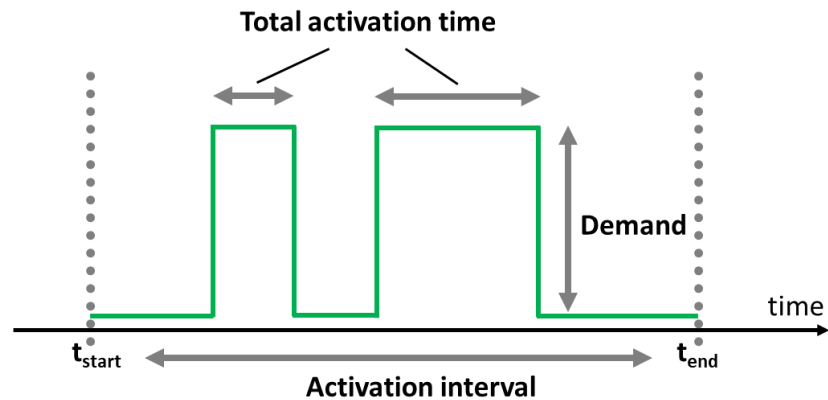 Total activation time
Demand
time
tstart
tend
Activation interval